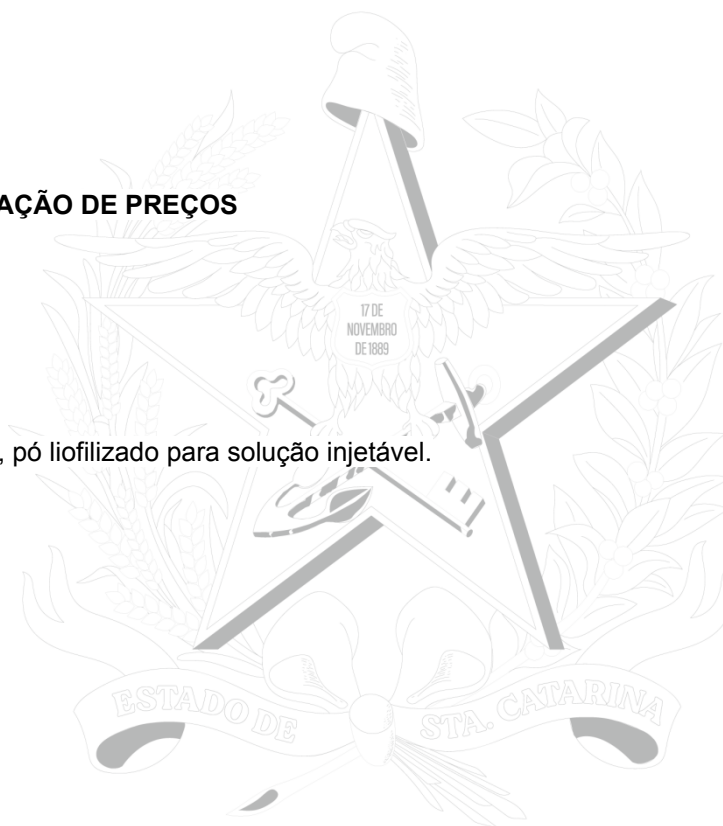 AÇÃO DE PREÇOS
17 DE
NOVEMBRO
DE 1889
, pó liofilizado para solução injetável.
ESTADO DE STA. CATARINA